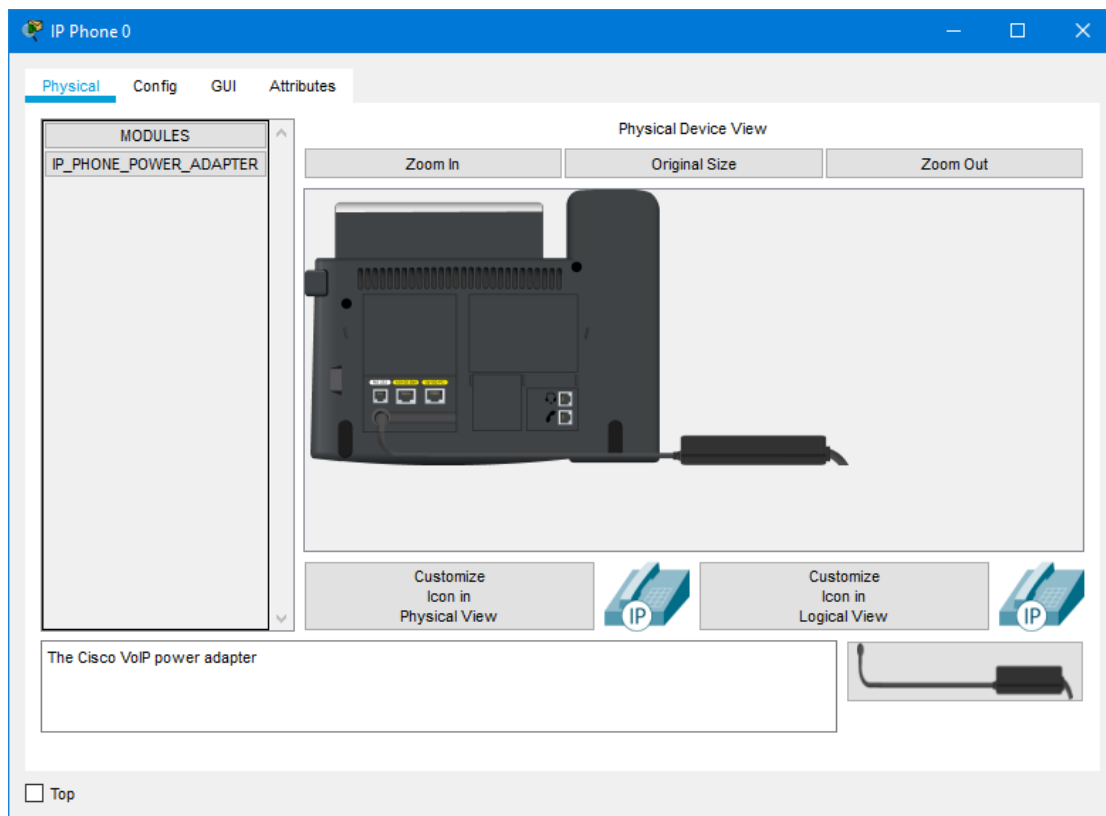 IP Phone 0
Physical Config GUI Attributes
MODULES
IP_PHONE_POWER_ADAPTER
Physical Device View
Zoom In Original Size Zoom Out
Customize
Icon in
Physical View
IP
Customize
Icon in
Logical View
IP
The Cisco VoIP power adapter
Top